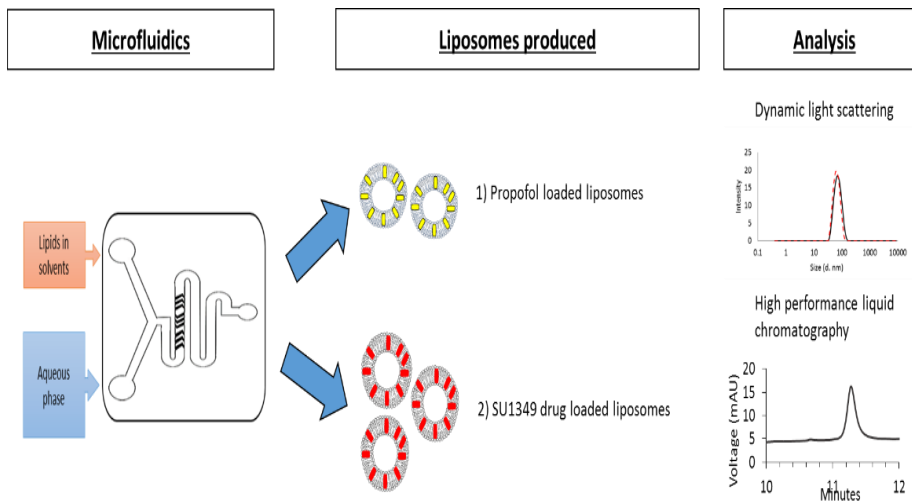 Microfluidics
Liposomes produced
Analysis
Lipids in
solvents
Aqueous
phase
1) Propofol loaded liposomes
2) SU1349 drug loaded liposomes
Dynamic light scattering
Intensity
25
20
15
10
5
0
0.1 1 10 100 1000 10000
Size (d. nm)
High performance liquid
chromatography
Voltage (mAU)
20
15
10
5
0
10 11 12
Minutes